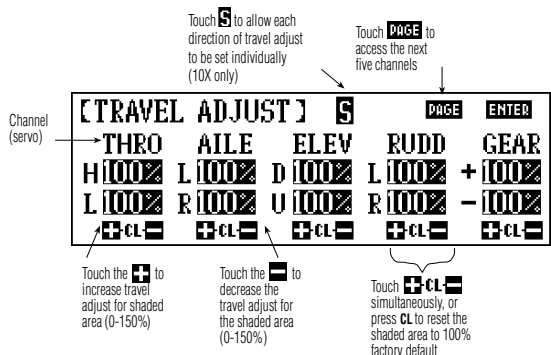 Touch S to allow each
direction of travel adjust
to be set individually
(10X only)
Touch PAGE to
access the next
five channels
Channel
(servo)
[TRAVEL ADJUST] S PAGE ENTER
THRO AILE ELEV RUDD GEAR
H 100% L 100% D 100% L 100% + 100%
L 100% R 100% U 100% R 100% - 100%
+CL- +CL- +CL- +CL- +CL-
Touch the + to
increase travel
adjust for shaded
area (0-150%)
Touch the - to
decrease the
travel adjust for
the shaded area
(0-150%)
Touch +CL-
simultaneously, or
press CL to reset the
shaded area to 100%
factory default